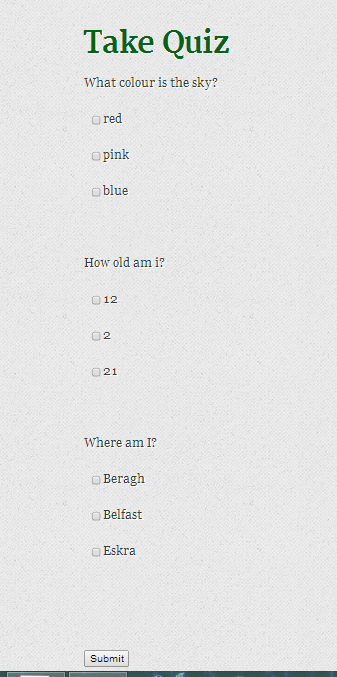 Take Quiz
What colour is the sky?
red
pink
blue
How old am i?
12
2
21
Where am I?
Beragh
Belfast
Eskra
Submit